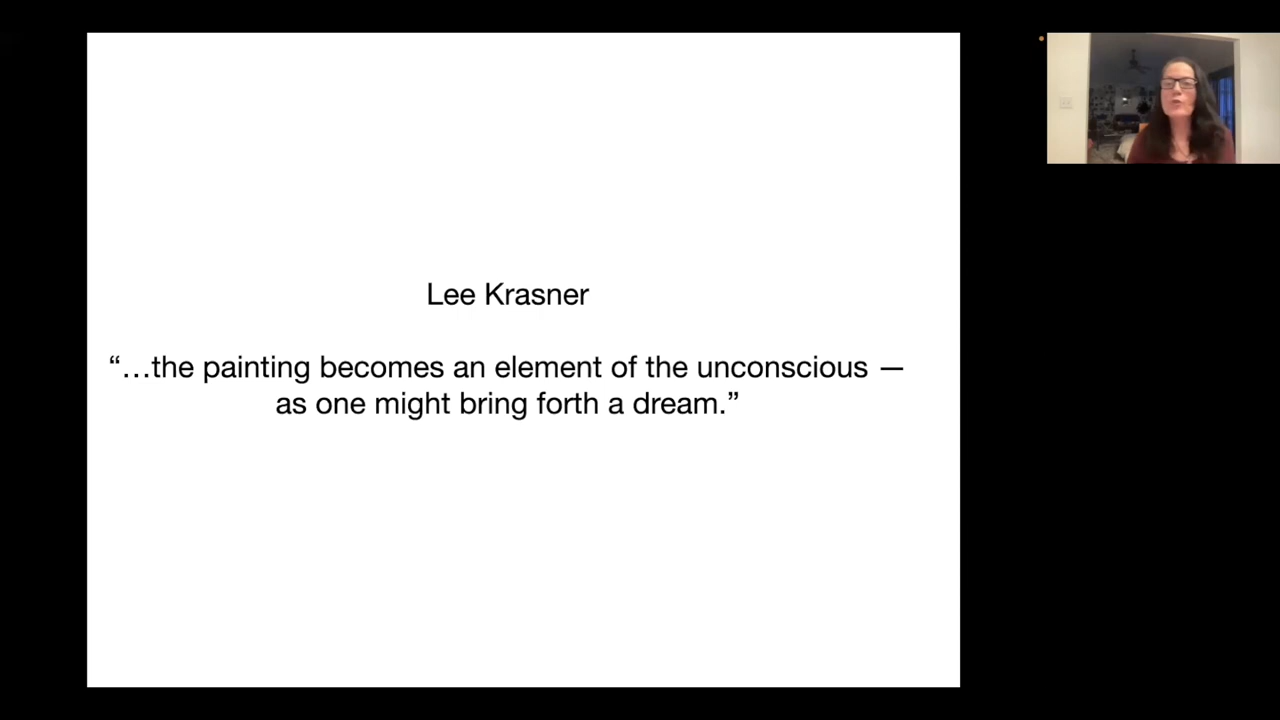 Lee Krasner
“…the painting becomes an element of the unconscious —
as one might bring forth a dream.”